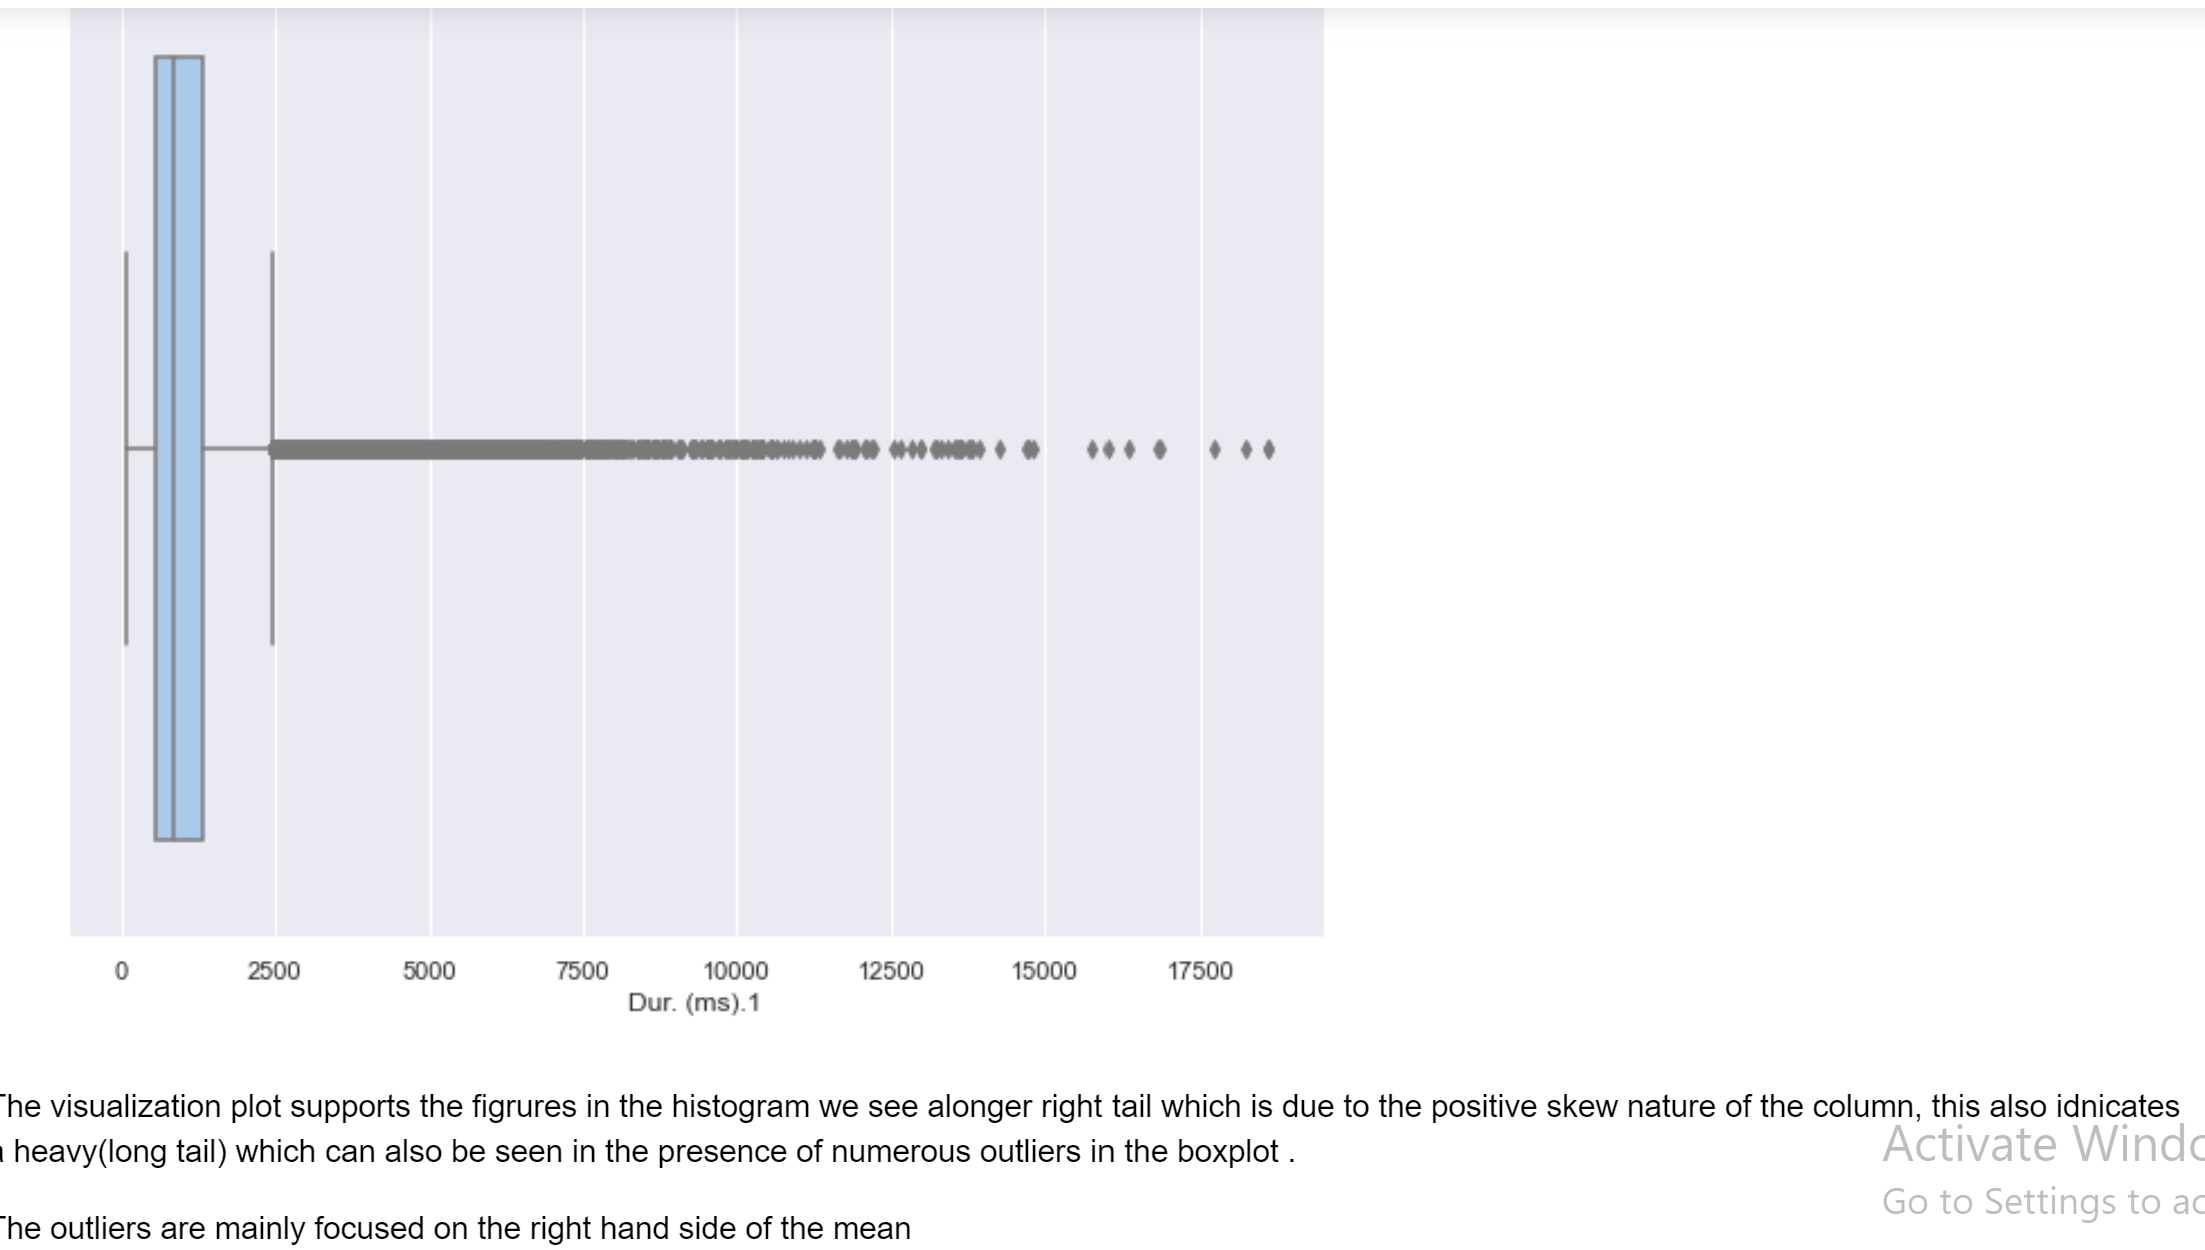 0 2500 5000 7500 10000 12500 15000 17500
Dur. (ms).1
The visualization plot supports the figrures in the histogram we see alonger right tail which is due to the positive skew nature of the column, this also idnicates
a heavy(long tail) which can also be seen in the presence of numerous outliers in the boxplot .
Activate Windo
Go to Settings to ac
The outliers are mainly focused on the right hand side of the mean